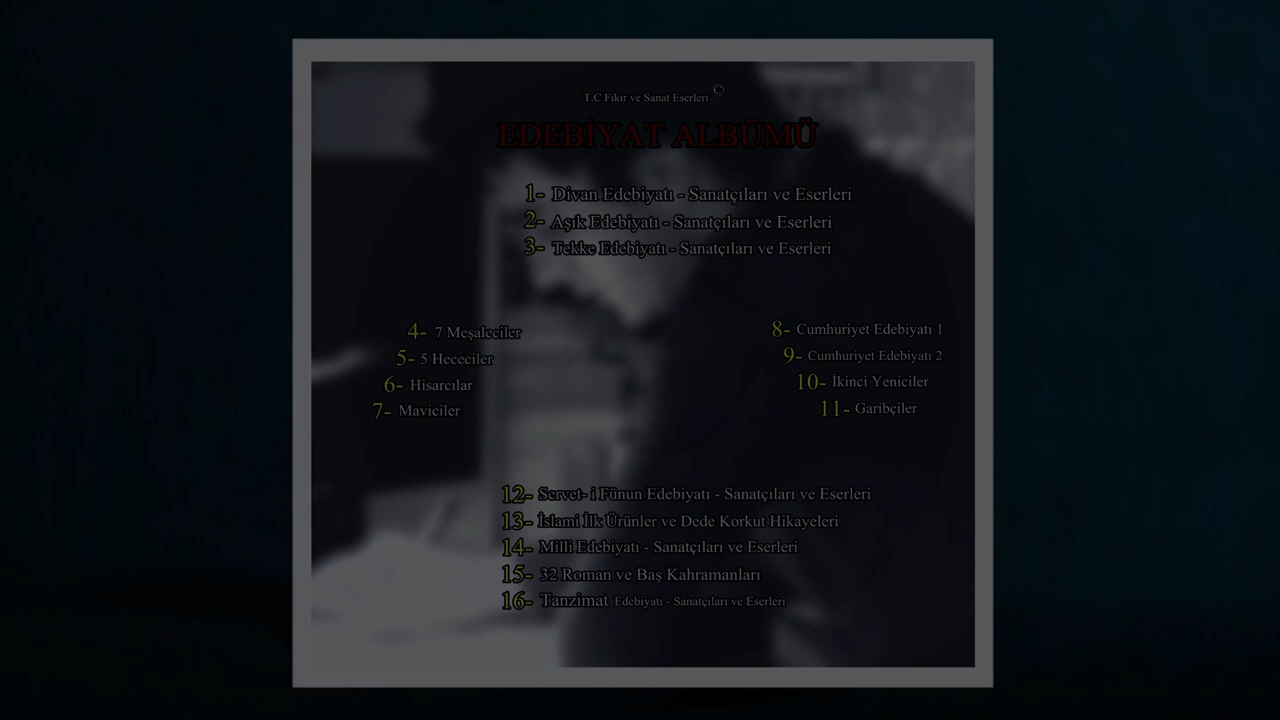 T.C Fikir ve Sanat Eserleri ©
EDEBİYAT ALBÜMÜ
1- Divan Edebiyatı - Sanatçıları ve Eserleri
2- Aşık Edebiyatı - Sanatçıları ve Eserleri
3- Tekke Edebiyatı - Sanatçıları ve Eserleri
4- 7 Meşaleciler
5- 5 Hececiler
6- Hisarcılar
7- Maviciler
8- Cumhuriyet Edebiyatı 1
9- Cumhuriyet Edebiyatı 2
10- İkinci Yeniciler
11- Garibçiler
12- Servet- i Fünun Edebiyatı - Sanatçıları ve Eserleri
13- İslami İlk Ürünler ve Dede Korkut Hikayeleri
14- Milli Edebiyatı - Sanatçıları ve Eserleri
15- 32 Roman ve Baş Kahramanları
16- Tanzimat Edebiyatı - Sanatçıları ve Eserleri